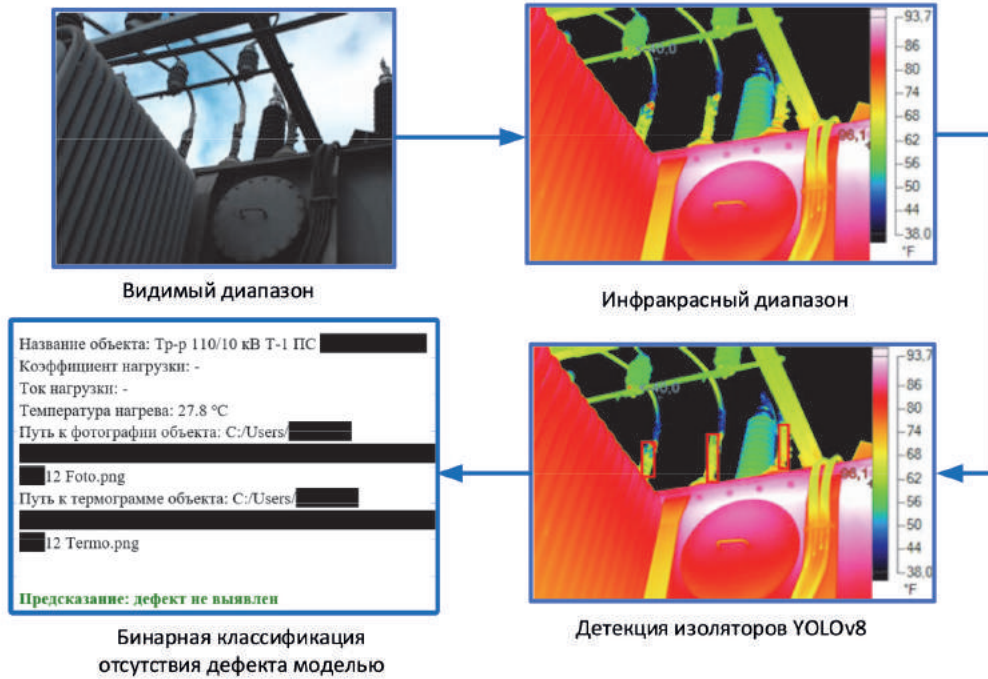 93,7
86
80
74
68
62
56
50
44
38,0
°F
Видимый диапазон
Инфракрасный диапазон
Название объекта: Тр-р 110/10 кВ Т-1 ПС
Коэффициент нагрузки: -
Ток нагрузки: -
Температура нагрева: 27.8 °C
Путь к фотографии объекта: C:/Users/
12 Foto.png
Путь к термограмме объекта: C:/Users/
12 Termo.png
Предсказание: дефект не выявлен
93,7
86
80
74
68
62
56
50
44
38,0
°F
Бинарная классификация
отсутствия дефекта моделью
Детекция изоляторов YOLOv8